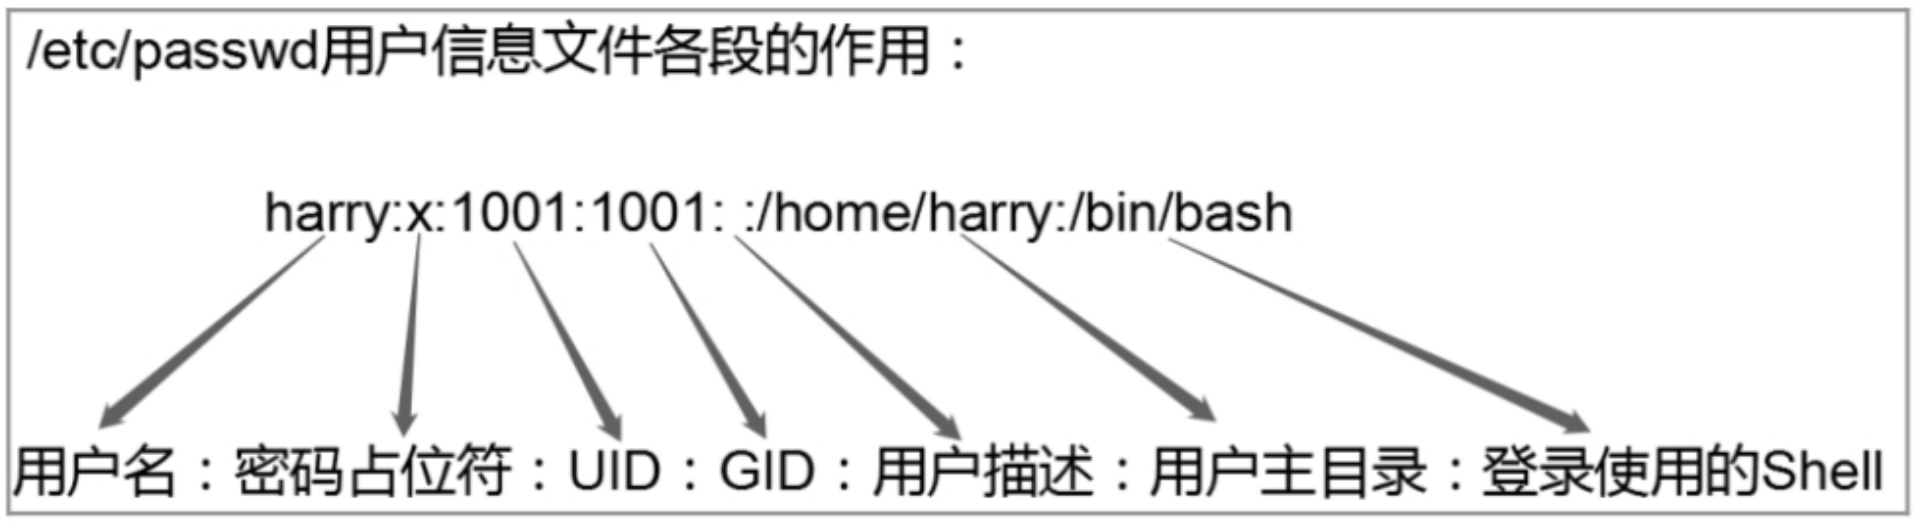 /etc/passwd用户信息文件各段的作用：
harry:x:1001:1001: :/home/harry:/bin/bash
用户名：密码占位符：UID：GID：用户描述：用户主目录：登录使用的Shell